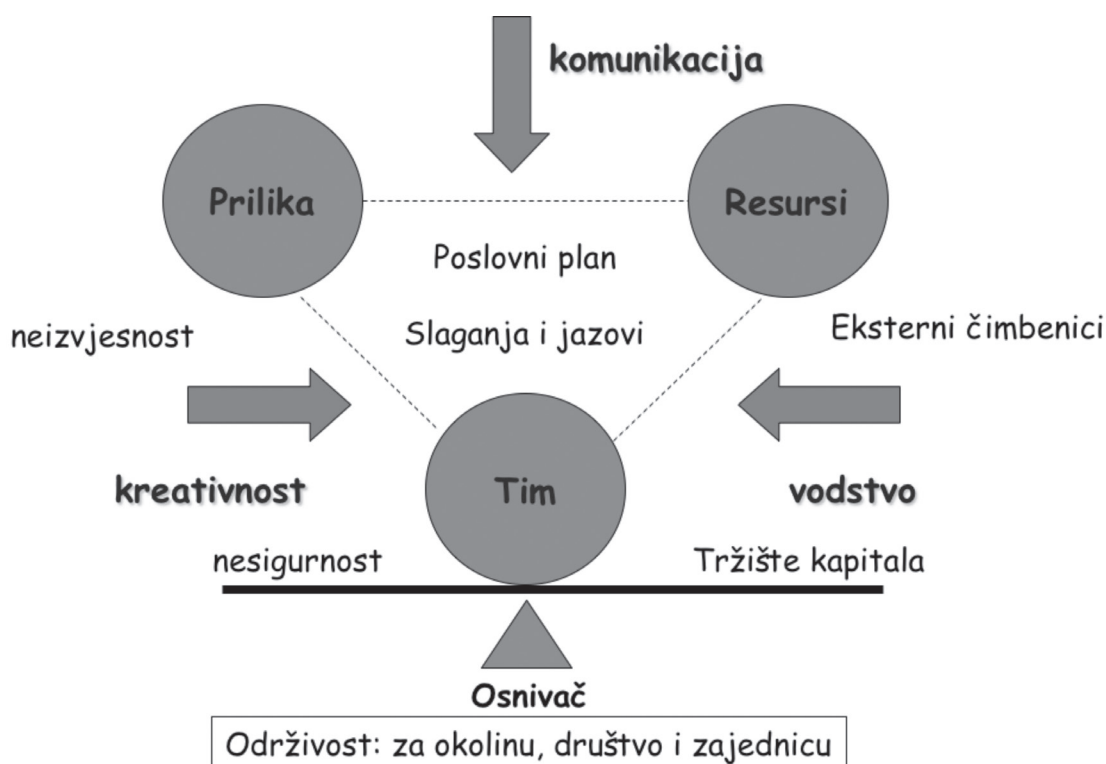 komunikacija
Prilika
Resursi
Poslovni plan
Slaganja i jazovi
neizvjesnost
Eksterni čimbenici
kreativnost
Tim
vodstvo
nesigurnost
Tržište kapitala
Osnivač
Održivost: za okolinu, društvo i zajednicu